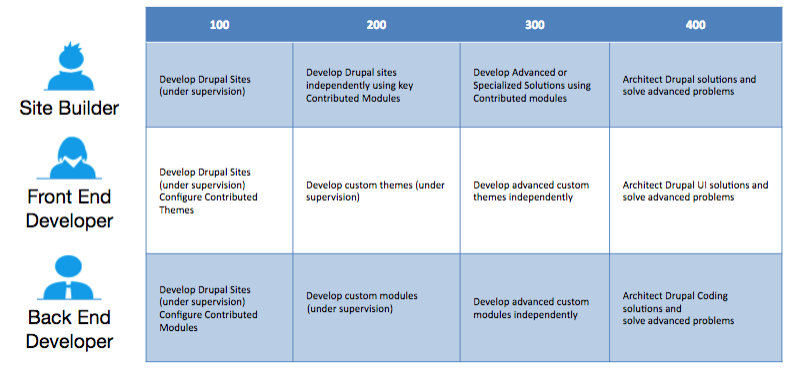 100
200
300
400
Site Builder
Develop Drupal Sites
(under supervision)
Develop Drupal sites
independently using key
Contributed Modules
Develop Advanced or
Specialized Solutions using
Contributed modules
Architect Drupal solutions and
solve advanced problems
Front End
Developer
Develop Drupal Sites
(under supervision)
Configure Contributed
Themes
Develop custom themes (under
supervision)
Develop advanced custom
themes independently
Architect Drupal UI solutions and
solve advanced problems
Back End
Developer
Develop Drupal Sites
(under supervision)
Configure Contributed
Modules
Develop custom modules
(under supervision)
Develop advanced custom
modules independently
Architect Drupal Coding
solutions and
solve advanced problems